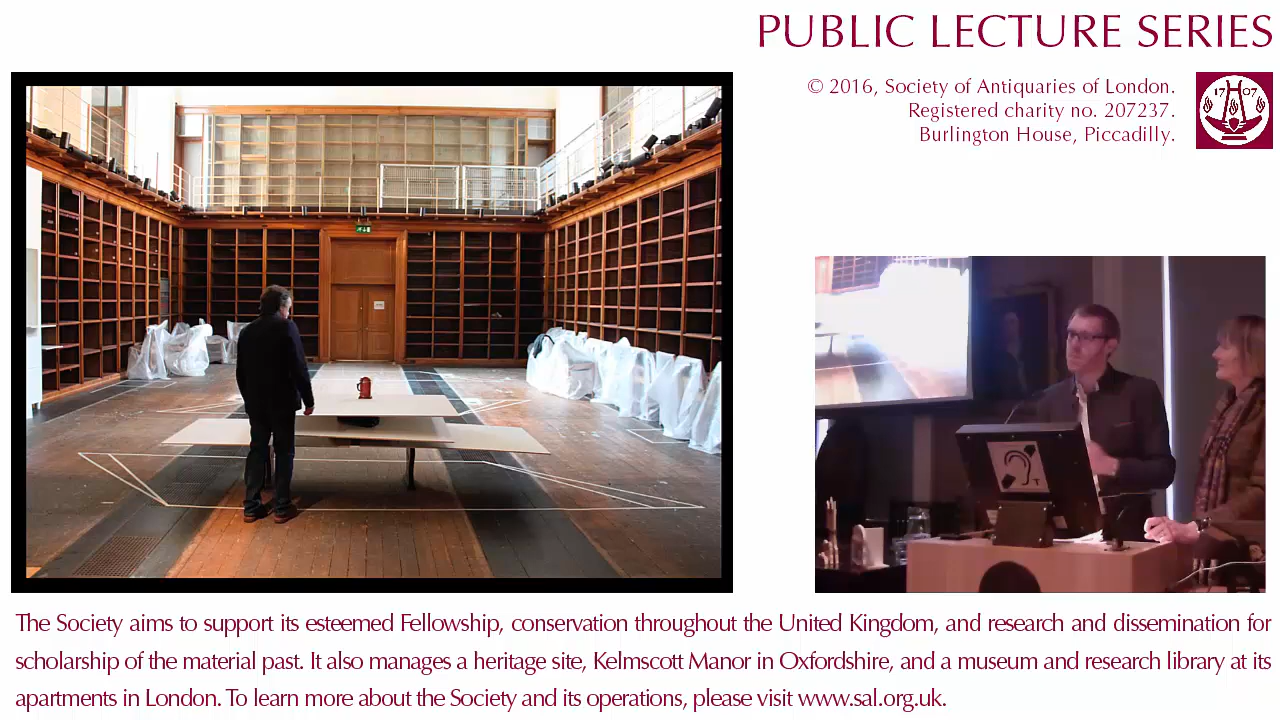 PUBLIC LECTURE SERIES
© 2016, Society of Antiquaries of London.
Registered charity no. 207237.
Burlington House, Piccadilly.
1707
T
The Society aims to support its esteemed Fellowship, conservation throughout the United Kingdom, and research and dissemination for
scholarship of the material past. It also manages a heritage site, Kelmscott Manor in Oxfordshire, and a museum and research library at its
apartments in London. To learn more about the Society and its operations, please visit www.sal.org.uk.